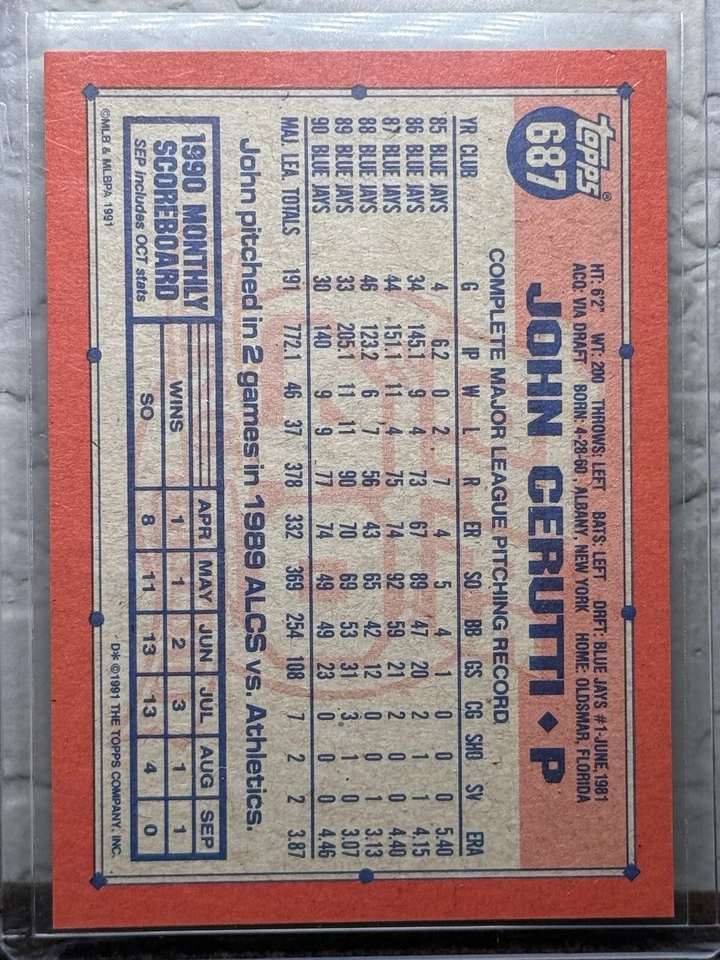 topps®
687
HT: 6'2" WT: 200 THROWS: LEFT BATS: LEFT DRFT: BLUE JAYS #1-JUNE, 1981
ACQ: VIA DRAFT BORN: 4-28-60, ALBANY, NEW YORK HOME: OLDSMAR, FLORIDA
JOHN CERUTTI ♦ P
COMPLETE MAJOR LEAGUE PITCHING RECORD
YR CLUB G IP W L R ER SO BB GS CG SHO SV ERA
'85 BLUE JAYS 4 6.2 0 2 7 4 5 4 1 0 0 0 5.40
86 BLUE JAYS 34 145.1 9 4 73 67 89 47 20 2 1 1 4.15
87 BLUE JAYS 44 151.1 11 4 75 74 92 59 21 2 0 0 4.40
88 BLUE JAYS 46 123.2 6 7 56 43 65 42 12 0 0 1 3.13
89 BLUE JAYS 33 205.1 11 11 90 70 69 53 31 3 1 0 3.07
90 BLUE JAYS 30 140 9 9 77 74 49 49 23 0 0 0 4.46
MAJ. LEA. TOTALS 191 772.1 46 37 378 332 369 254 108 7 2 2 3.87
John pitched in 2 games in 1989 ALCS vs. Athletics.
1990 MONTHLY
SCOREBOARD
SEP includes OCT stats
APR MAY JUN JUL AUG SEP
WINS 1 1 2 3 1 1
SO 8 11 13 13 4 0
©MLB & MLBPA 1991
D* ©1991 THE TOPPS COMPANY, INC.